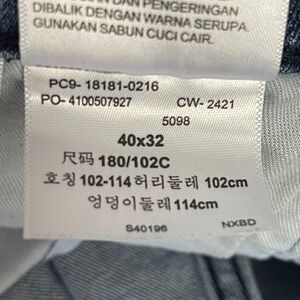 DAN PENGERINGAN
DIBALIK DENGAN WARNA SERUPA.
GUNAKAN SABUN CUCI CAIR.
PC9- 18181-0216
PO- 4100507927 CW- 2421
5098
40x32
尺码 180/102C
호칭 102-114 허리둘레 102cm
엉덩이둘레 114cm
S40196 NXBD